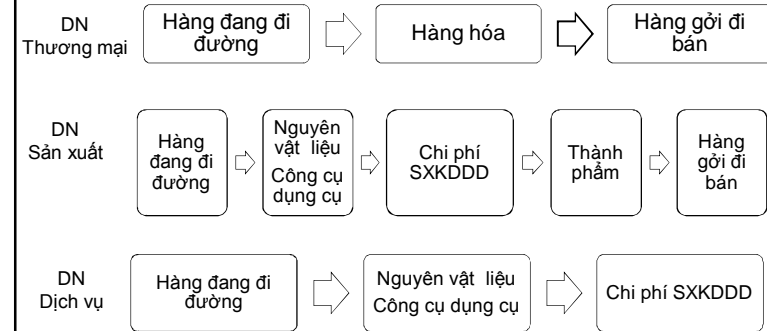 DN
Thương mại
Hàng đang đi
đường
Hàng hóa
Hàng gởi đi
bán
DN
Sản xuất
Hàng
đang đi
đường
Nguyên
vật liệu
Công cụ
dụng cụ
Chi phí
SXKDDD
Thành
phẩm
Hàng
gởi đi
bán
DN
Dịch vụ
Hàng đang đi
đường
Nguyên vật liệu
Công cụ dụng cụ
Chi phí SXKDDD